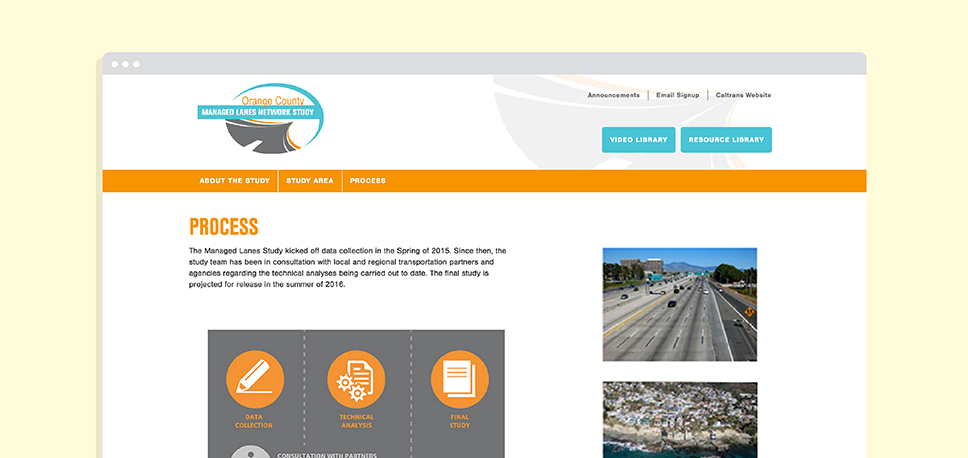 Orange County
MANAGED LANES NETWORK STUDY
Announcements
Email Signup
Caltrans Website
VIDEO LIBRARY
RESOURCE LIBRARY
ABOUT THE STUDY
STUDY AREA
PROCESS
PROCESS
The Managed Lanes Study kicked off data collection in the Spring of 2015. Since then, the
study team has been in consultation with local and regional transportation partners and
agencies regarding the technical analyses being carried out to date. The final study is
projected for release in the summer of 2016.
DATA
COLLECTION
TECHNICAL
ANALYSIS
FINAL
STUDY
CONSULTATION WITH PARTNERS